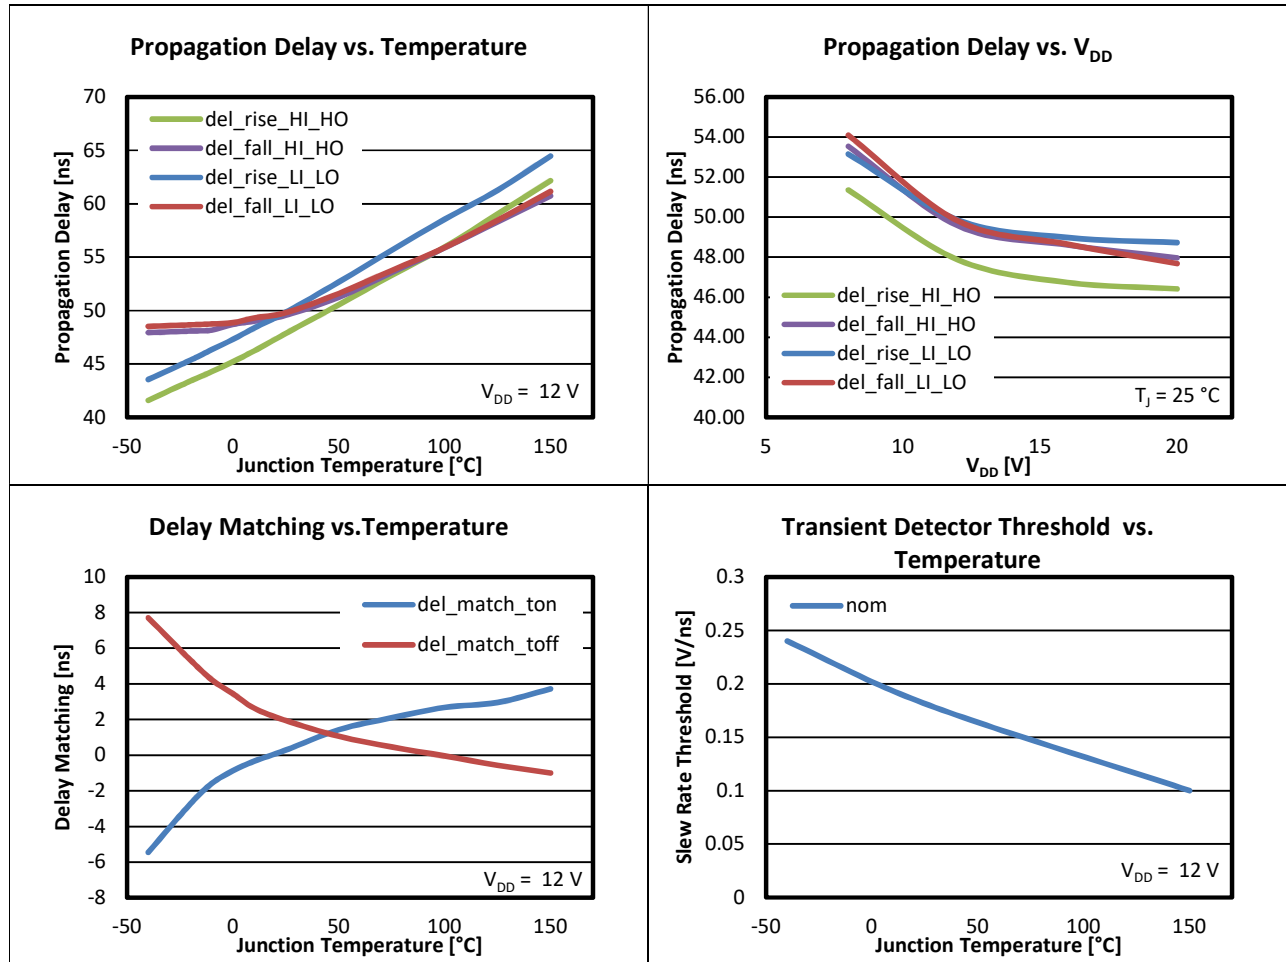 Propagation Delay vs. Temperature
Propagation Delay [ns]
70
65
60
55
50
45
40
del_rise_HI_HO
del_fall_HI_HO
del_rise_LI_LO
del_fall_LI_LO
V_DD = 12 V
-50 0 50 100 150
Junction Temperature [°C]
Propagation Delay vs. V_DD
Propagation Delay [ns]
56.00
54.00
52.00
50.00
48.00
46.00
44.00
42.00
40.00
del_rise_HI_HO
del_fall_HI_HO
del_rise_LI_LO
del_fall_LI_LO
T_J = 25 °C
5 10 15 20
V_DD [V]
Delay Matching vs.Temperature
Delay Matching [ns]
10
8
6
4
2
0
-2
-4
-6
-8
del_match_ton
del_match_toff
V_DD = 12 V
-50 0 50 100 150
Junction Temperature [°C]
Transient Detector Threshold vs.
Temperature
Slew Rate Threshold [V/ns]
0.3
0.25
0.2
0.15
0.1
0.05
0
nom
V_DD = 12 V
-50 0 50 100 150
Junction Temperature [°C]